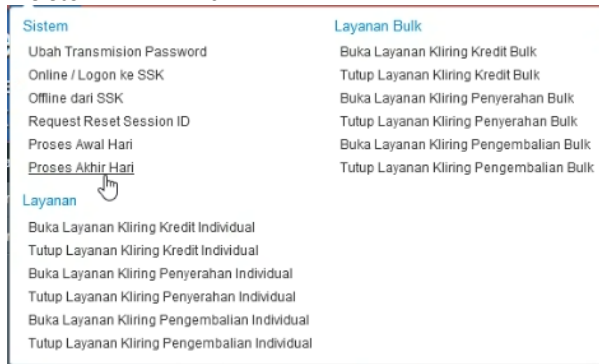 Sistem
Ubah Transmision Password
Online / Logon ke SSK
Offline dari SSK
Request Reset Session ID
Proses Awal Hari
Proses Akhir Hari
Layanan
Buka Layanan Kliring Kredit Individual
Tutup Layanan Kliring Kredit Individual
Buka Layanan Kliring Penyerahan Individual
Tutup Layanan Kliring Penyerahan Individual
Buka Layanan Kliring Pengembalian Individual
Tutup Layanan Kliring Pengembalian Individual
Layanan Bulk
Buka Layanan Kliring Kredit Bulk
Tutup Layanan Kliring Kredit Bulk
Buka Layanan Kliring Penyerahan Bulk
Tutup Layanan Kliring Penyerahan Bulk
Buka Layanan Kliring Pengembalian Bulk
Tutup Layanan Kliring Pengembalian Bulk